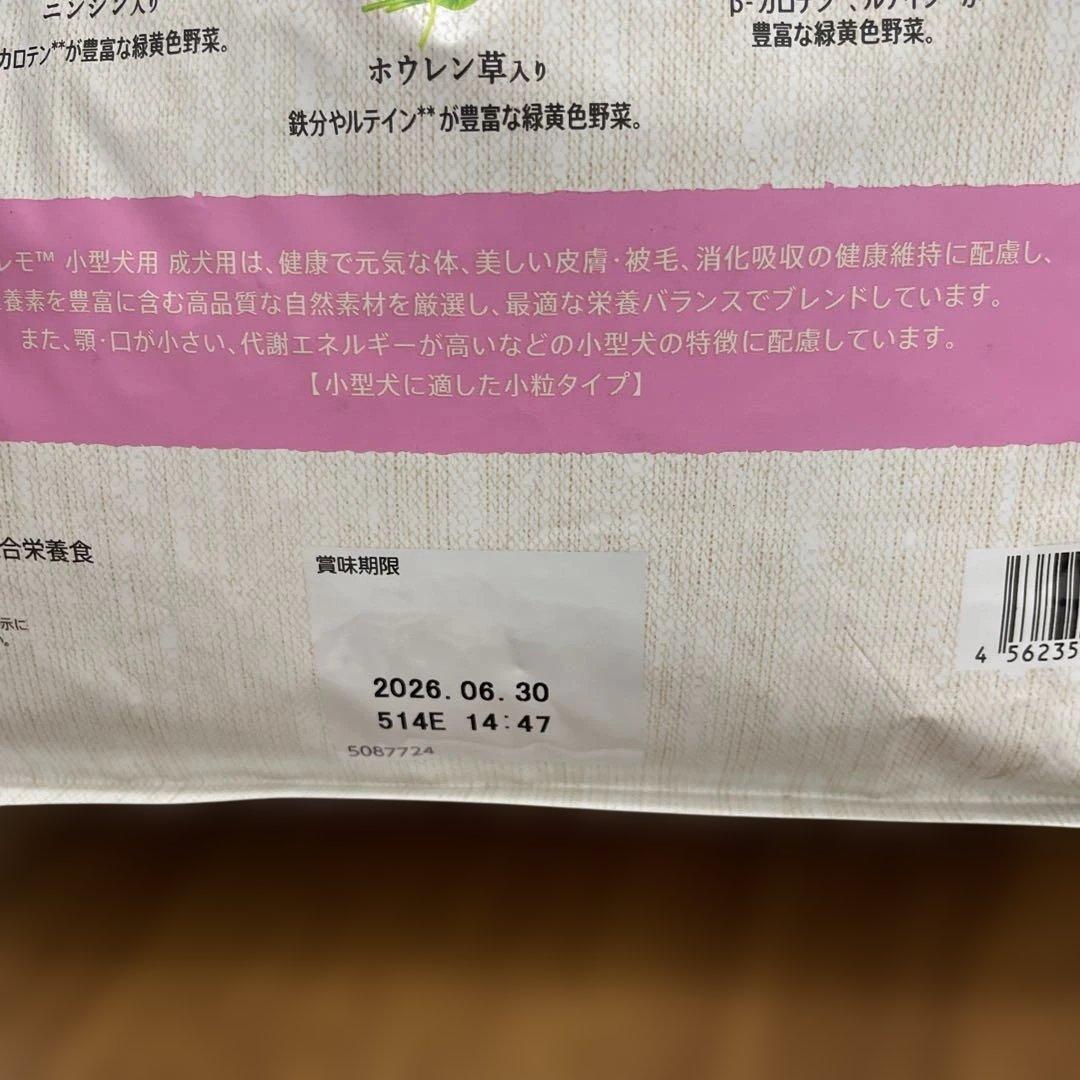 ニンジン入り
カロテン**が豊富な緑黄色野菜。
ホウレン草入り
鉄分やルテイン**が豊富な緑黄色野菜。
豊富な緑黄色野菜。
レモ™ 小型犬用 成犬用は、健康で元気な体、美しい皮膚・被毛、消化吸収の健康維持に配慮し、
養素を豊富に含む高品質な自然素材を厳選し、最適な栄養バランスでブレンドしています。
また、顎・口が小さい、代謝エネルギーが高いなどの小型犬の特徴に配慮しています。
【小型犬に適した小粒タイプ】
合栄養食
示に
い。
賞味期限
2026.06.30
514E 14:47
5087724
4 56235